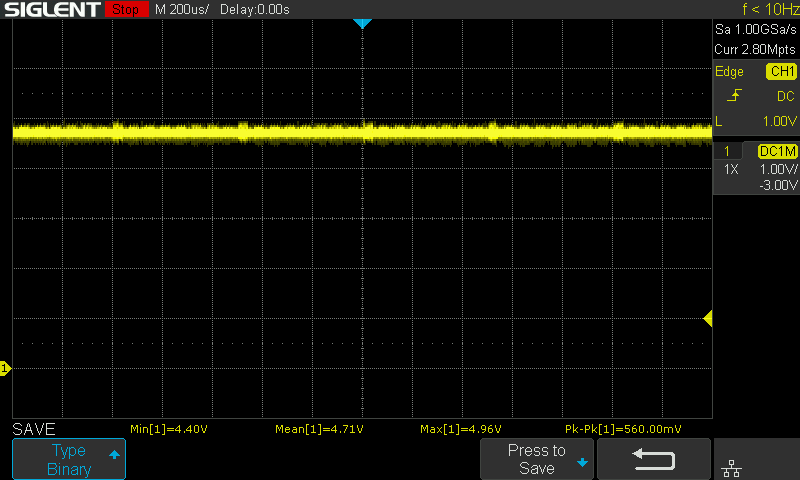 SIGLENT Stop M 200us/ Delay:0.00s f < 10Hz
Sa 1.00GSa/s
Curr 2.80Mpts
Edge CH1
DC
L 1.00V
1 DC1M
1X 1.00V/
-3.00V
1
SAVE Min[1]=4.40V Mean[1]=4.71V Max[1]=4.96V Pk-Pk[1]=560.00mV
Type
Binary
Press to
Save